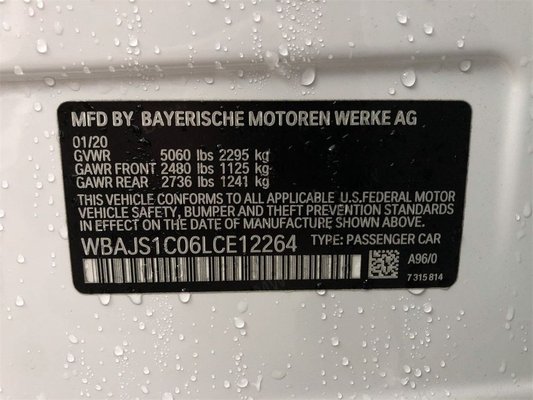 MFD BY BAYERISCHE MOTOREN WERKE AG
01/20
GVWR 5060 lbs 2295 kg
GAWR FRONT 2480 lbs 1125 kg
GAWR REAR 2736 lbs 1241 kg
THIS VEHICLE CONFORMS TO ALL APPLICABLE U.S.FEDERAL MOTOR
VEHICLE SAFETY, BUMPER AND THEFT PREVENTION STANDARDS
IN EFFECT ON THE DATE OF MANUFACTURE SHOWN ABOVE.
WBAJS1C06LCE12264 TYPE: PASSENGER CAR
A96/0
7 315 814